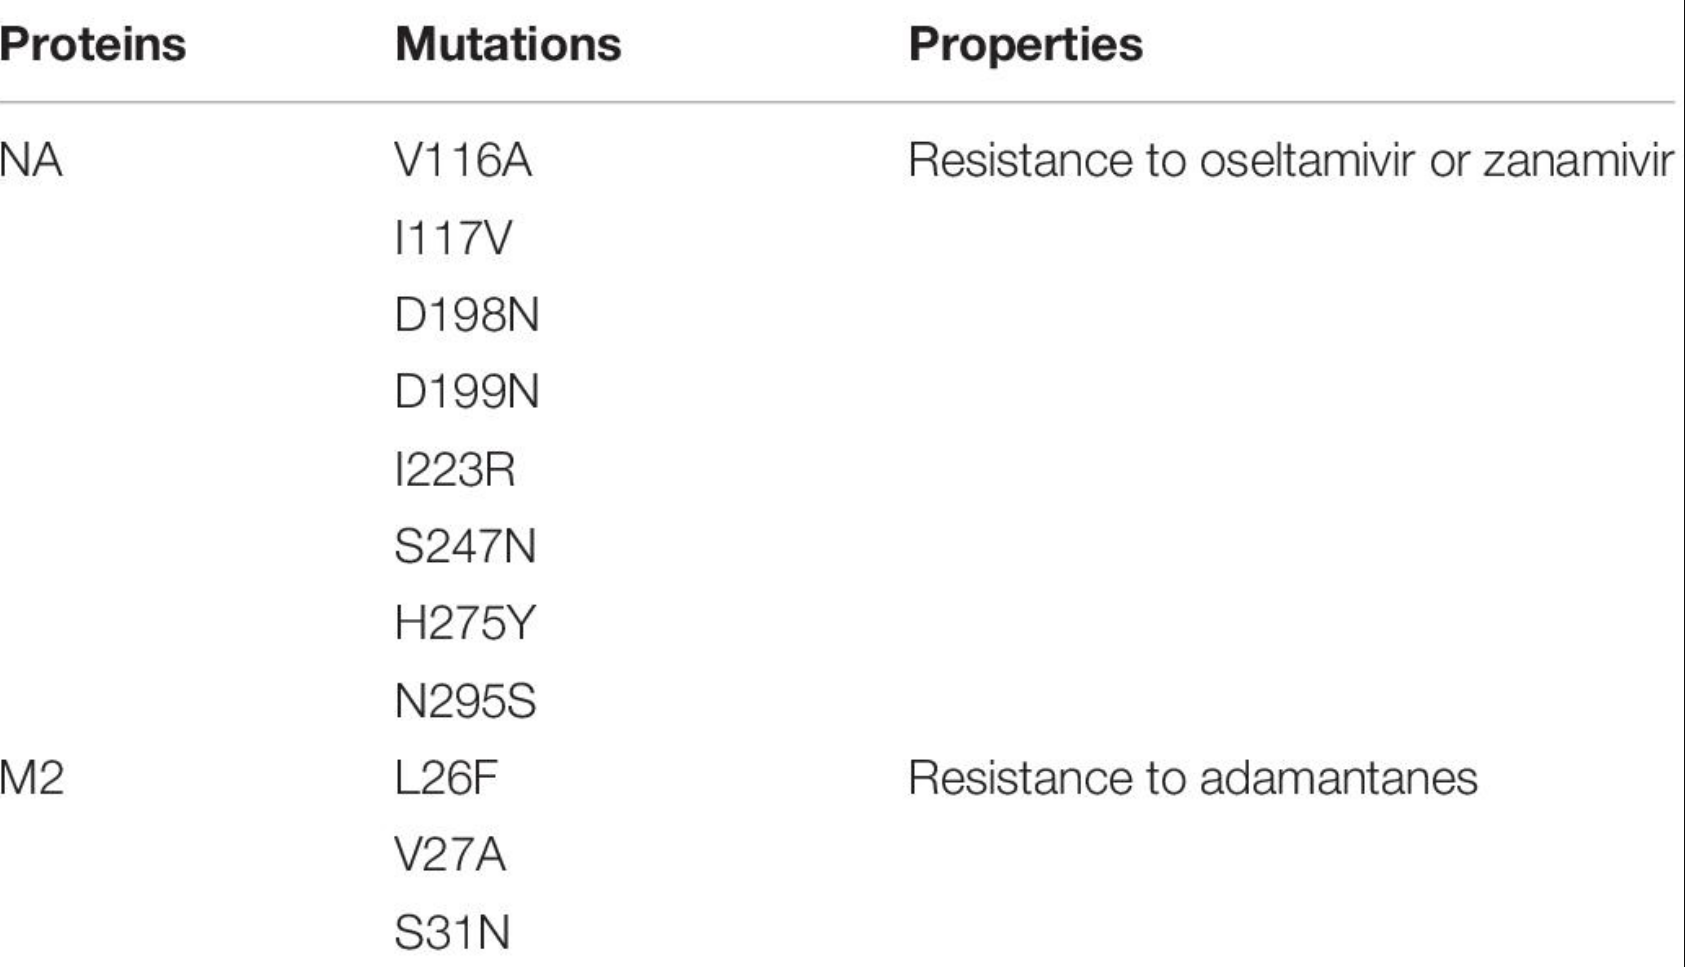 Proteins Mutations Properties
NA V116A Resistance to oseltamivir or zanamivir
I117V
D198N
D199N
I223R
S247N
H275Y
N295S
M2 L26F Resistance to adamantanes
V27A
S31N